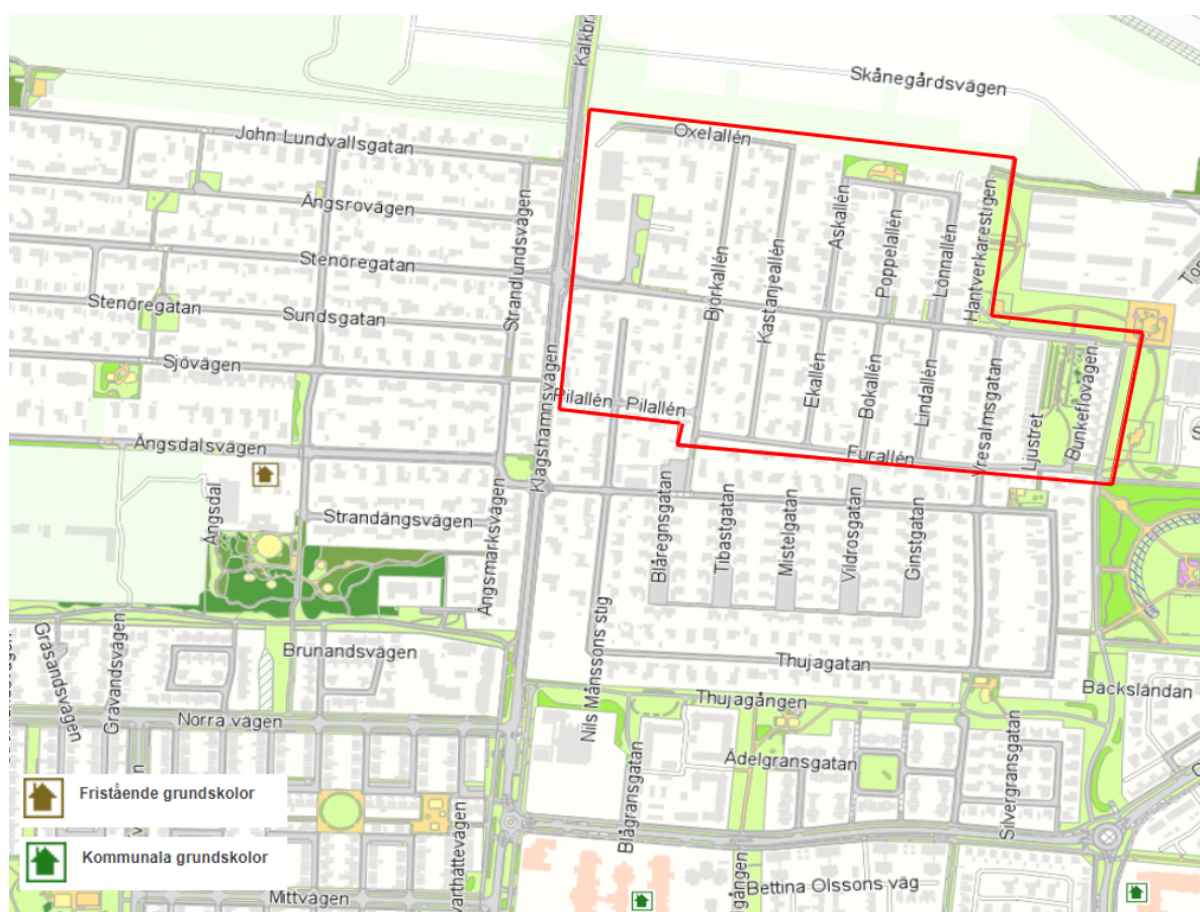 Kalkbr
Skånegårdsvägen
Oxelallén
John Lundvallsgatan
Ängsrovägen
Strandlundsvägen
Björkallén
Kastanjeallén
Askallén
Poppelallén
Lönnallén
Hantverkarestigen
Stenöregatan
Stenöregatan
Sundsgatan
Sjövägen
Klagshamnsvägen
Pilallén
Pilallén
Ekallén
Bokallén
Lindallén
Vresalmsgatan
Ljustret
Bunkeflovägen
Furallén
Ängsdalsvägen
Ängsdal
Strandängsvägen
Ängsmarksvägen
Blåregnsgatan
Tibastgatan
Mistelgatan
Vildrosgatan
Ginstgatan
Gräsandsvägen
Gravandsvägen
Brunandsvägen
Nils Månssons stig
Thujagatan
Bäcksländan
Thujagången
Norra vägen
Ädelgransgatan
Silvergransgatan
Blågransgatan
Fristående grundskolor
Kommunala grundskolor
Mittvägen
arthättevägen
gången
Bettina Olssons väg